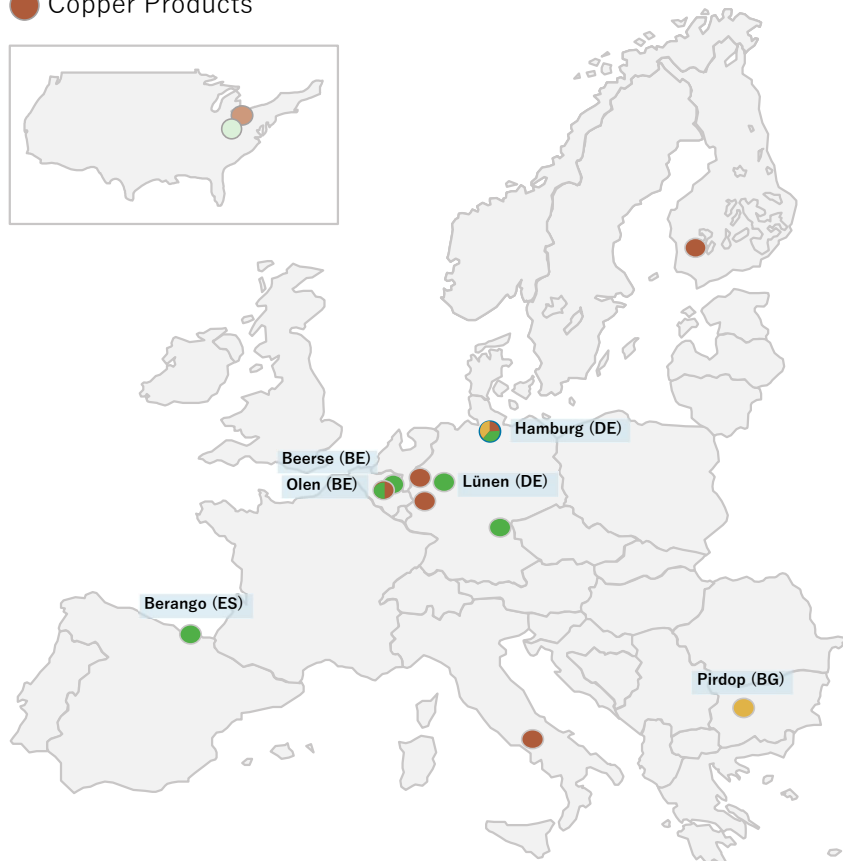 Copper Products
Hamburg (DE)
Beerse (BE)
Olen (BE)
Lünen (DE)
Berango (ES)
Pirdop (BG)